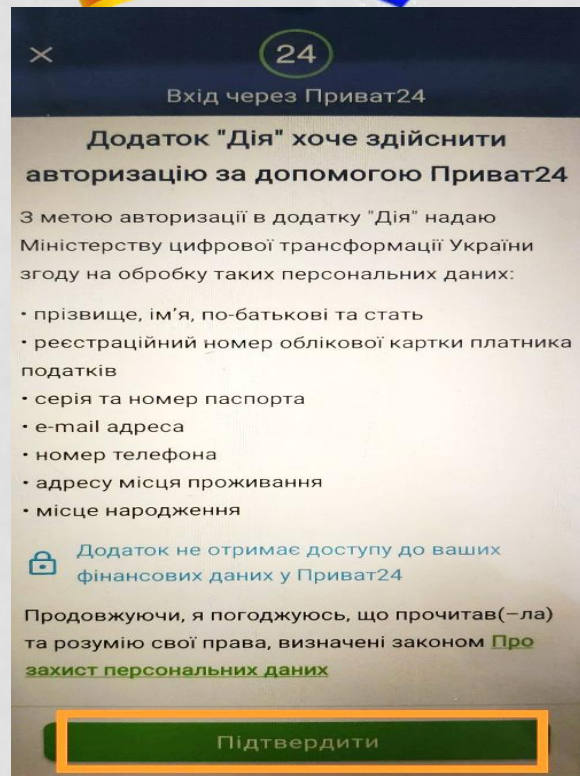 24
Вхід через Приват24
Додаток "Дія" хоче здійснити
авторизацію за допомогою Приват24
З метою авторизації в додатку "Дія" надаю
Міністерству цифрової трансформації України
згоду на обробку таких персональних даних:
• прізвище, ім’я, по-батькові та стать
• реєстраційний номер облікової картки платника
податків
• серія та номер паспорта
• e-mail адреса
• номер телефона
• адресу місця проживання
• місце народження
Додаток не отримає доступу до ваших
фінансових даних у Приват24
Продовжуючи, я погоджуюсь, що прочитав(–ла)
та розумію свої права, визначені законом Про
захист персональних даних
Підтвердити